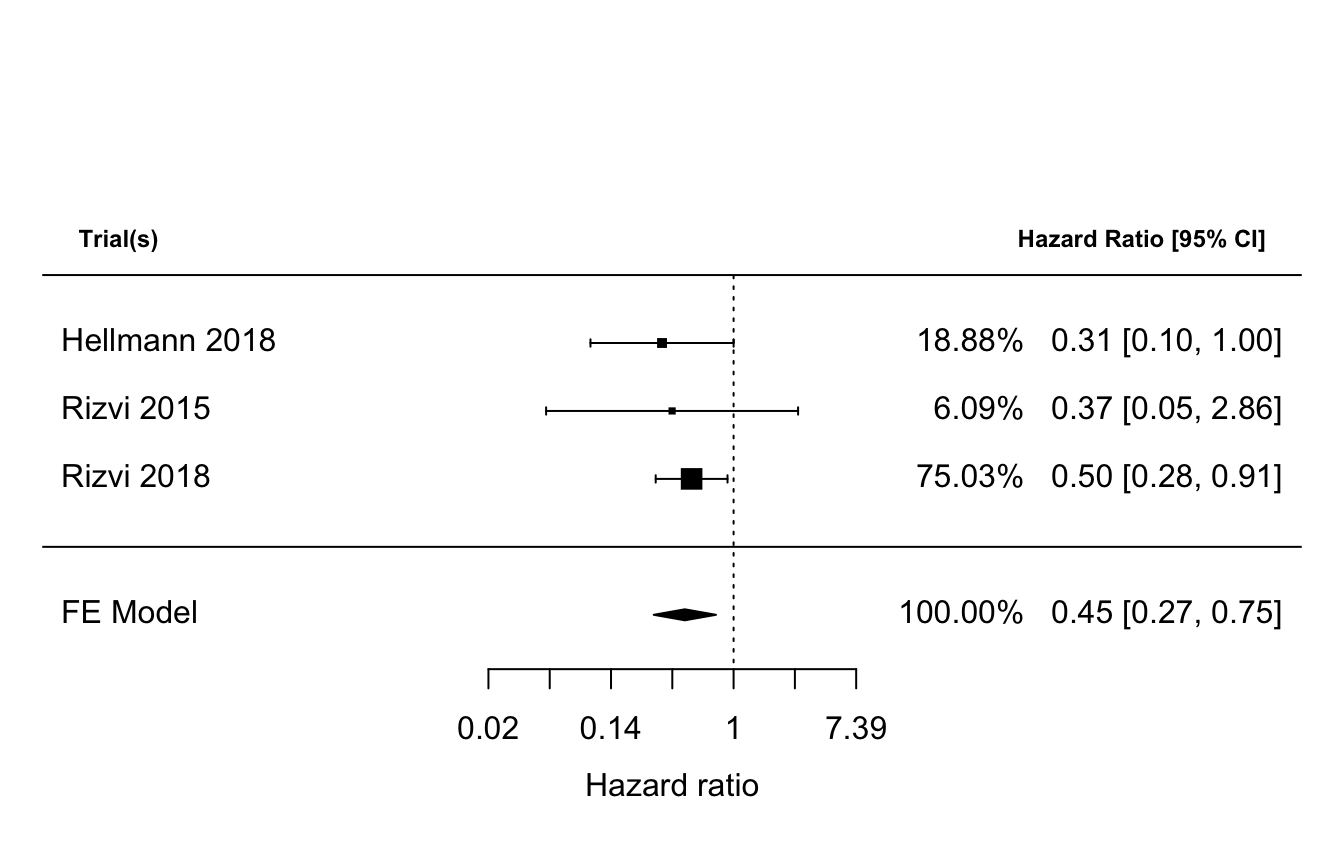 Trial(s) Hazard Ratio [95% CI]
Hellmann 2018 18.88% 0.31 [0.10, 1.00]
Rizvi 2015 6.09% 0.37 [0.05, 2.86]
Rizvi 2018 75.03% 0.50 [0.28, 0.91]
FE Model 100.00% 0.45 [0.27, 0.75]
0.02 0.14 1 7.39
Hazard ratio